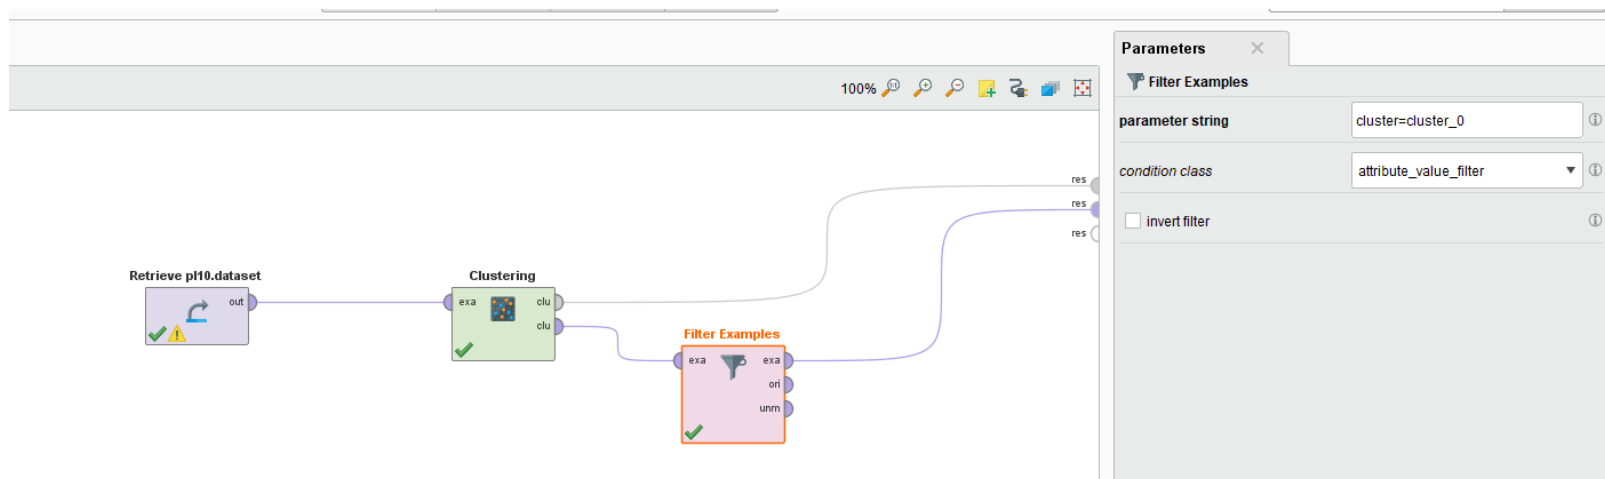 Parameters
100%
Filter Examples
parameter string
cluster=cluster_0
condition class
attribute_value_filter
invert filter
res
res
res
Retrieve pl10.dataset
out
Clustering
exa
clu
clu
Filter Examples
exa
exa
ori
unm